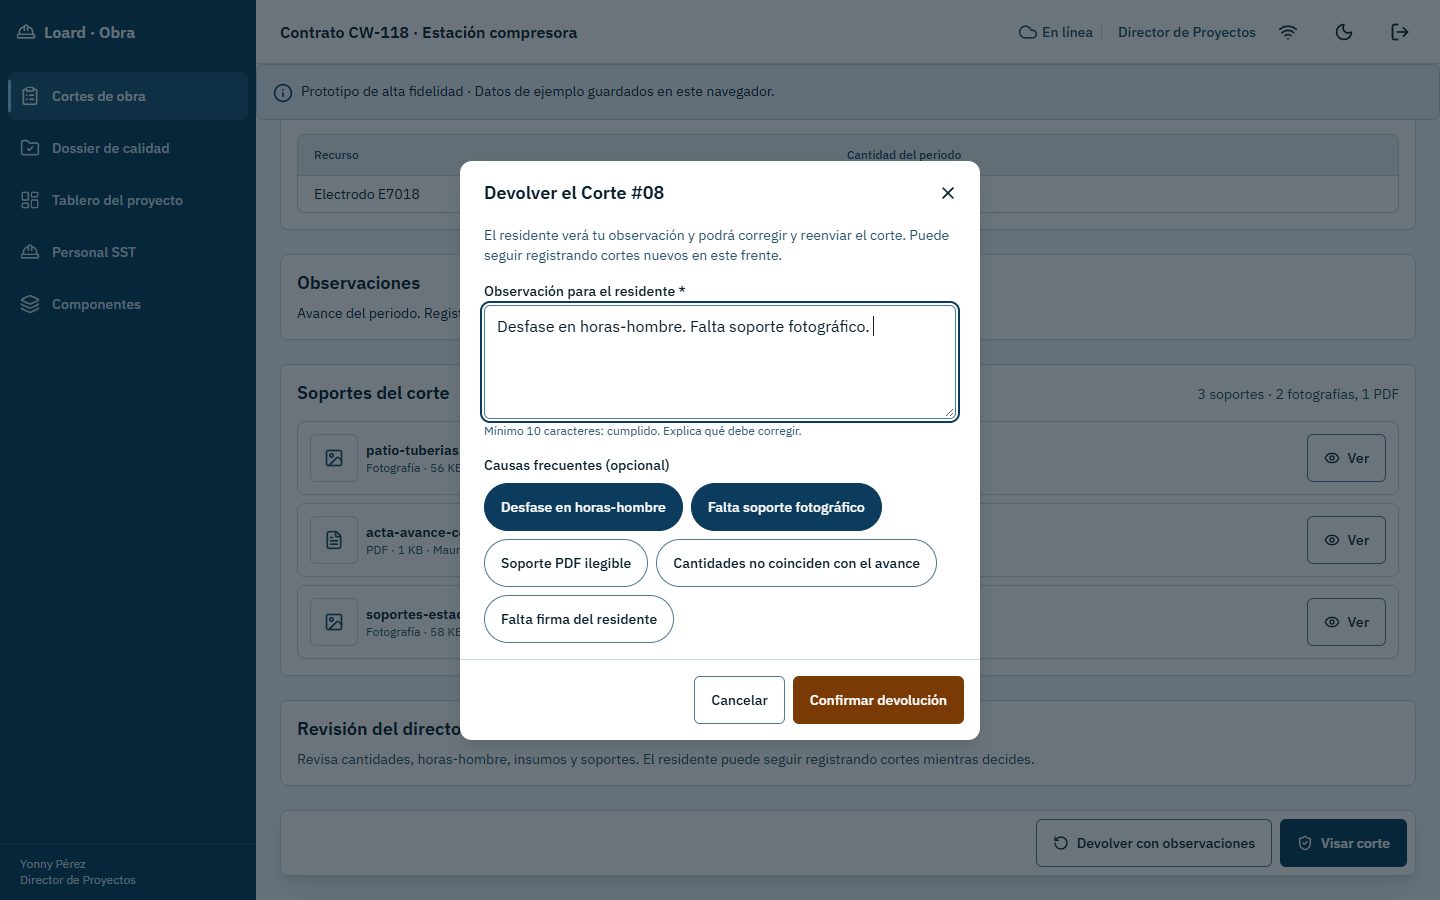 Loard · Obra
Contrato CW-118 · Estación compresora
En línea
Director de Proyectos
Cortes de obra
Dossier de calidad
Tablero del proyecto
Personal SST
Componentes
Yonny Pérez
Director de Proyectos
Prototipo de alta fidelidad · Datos de ejemplo guardados en este navegador.
Recurso
Cantidad del periodo
Electrodo E7018
Observaciones
Avance del periodo. Regist
Soportes del corte
3 soportes · 2 fotografías, 1 PDF
patio-tuberias
Fotografía · 56 KB
Ver
acta-avance-c
PDF · 1 KB · Maur
Ver
soportes-estac
Fotografía · 58 KB
Ver
Revisión del directo
Revisa cantidades, horas-hombre, insumos y soportes. El residente puede seguir registrando cortes mientras decides.
Devolver con observaciones
Visar corte
Devolver el Corte #08
El residente verá tu observación y podrá corregir y reenviar el corte. Puede
seguir registrando cortes nuevos en este frente.
Observación para el residente *
Desfase en horas-hombre. Falta soporte fotográfico.
Mínimo 10 caracteres: cumplido. Explica qué debe corregir.
Causas frecuentes (opcional)
Desfase en horas-hombre
Falta soporte fotográfico
Soporte PDF ilegible
Cantidades no coinciden con el avance
Falta firma del residente
Cancelar
Confirmar devolución